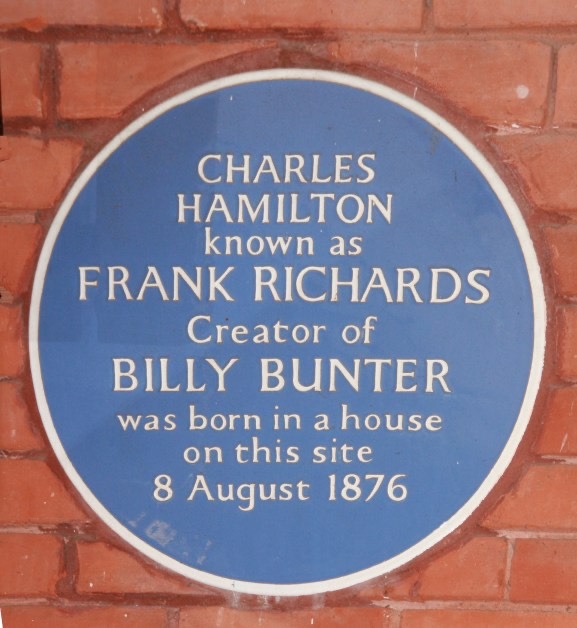 CHARLES
HAMILTON
known as
FRANK RICHARDS
Creator of
BILLY BUNTER
was born in a house
on this site
8 August 1876